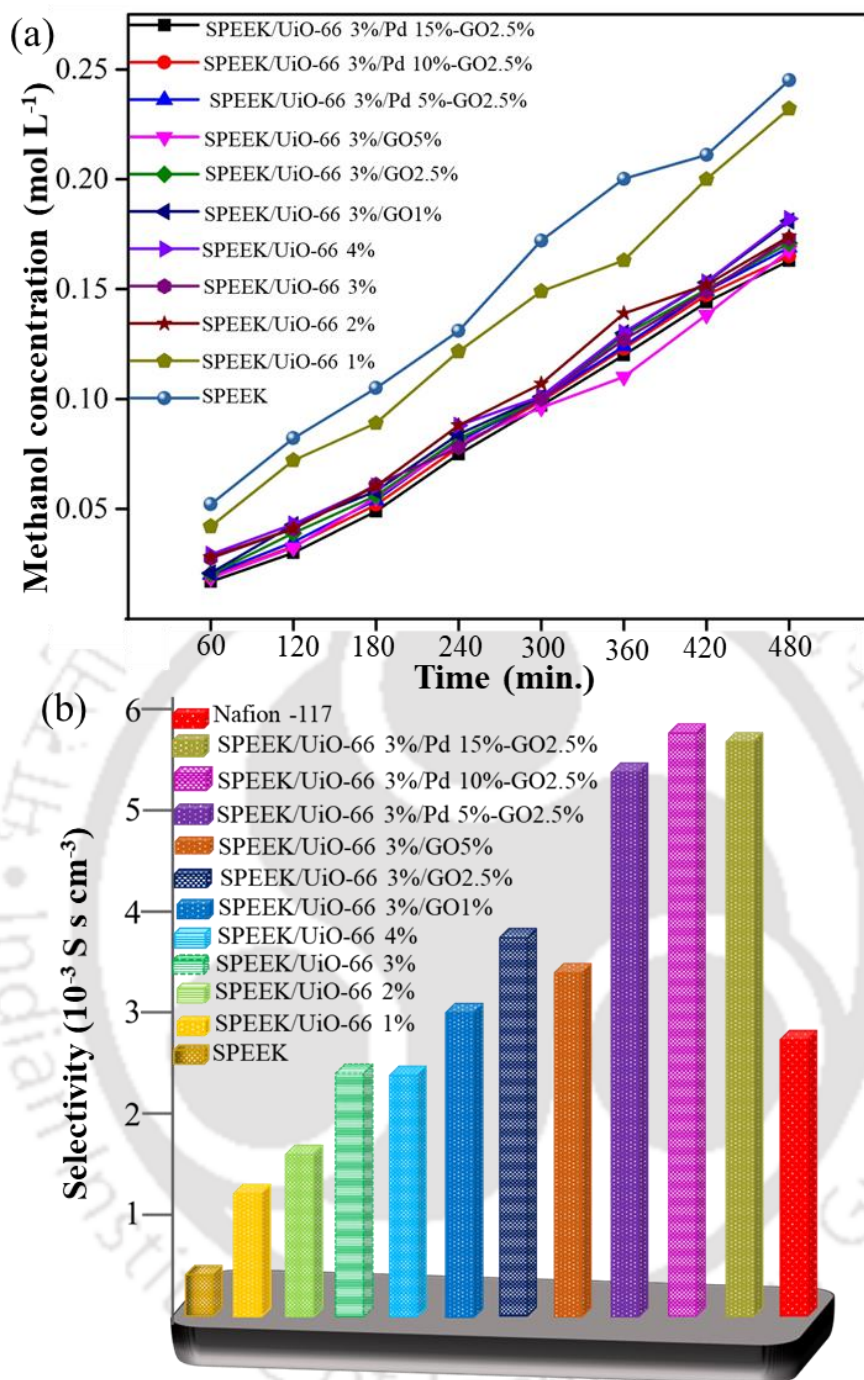 (a)
SPEEK/UiO-66 3%/Pd 15%-GO2.5%
SPEEK/UiO-66 3%/Pd 10%-GO2.5%
SPEEK/UiO-66 3%/Pd 5%-GO2.5%
SPEEK/UiO-66 3%/GO5%
SPEEK/UiO-66 3%/GO2.5%
SPEEK/UiO-66 3%/GO1%
SPEEK/UiO-66 4%
SPEEK/UiO-66 3%
SPEEK/UiO-66 2%
SPEEK/UiO-66 1%
SPEEK
Methanol concentration (mol L⁻¹)
0.25
0.20
0.15
0.10
0.05
60 120 180 240 300 360 420 480
Time (min.)
(b)
Nafion -117
SPEEK/UiO-66 3%/Pd 15%-GO2.5%
SPEEK/UiO-66 3%/Pd 10%-GO2.5%
SPEEK/UiO-66 3%/Pd 5%-GO2.5%
SPEEK/UiO-66 3%/GO5%
SPEEK/UiO-66 3%/GO2.5%
SPEEK/UiO-66 3%/GO1%
SPEEK/UiO-66 4%
SPEEK/UiO-66 3%
SPEEK/UiO-66 2%
SPEEK/UiO-66 1%
SPEEK
Selectivity (10⁻³ S s cm⁻³)
6
5
4
3
2
1
Indian Insti